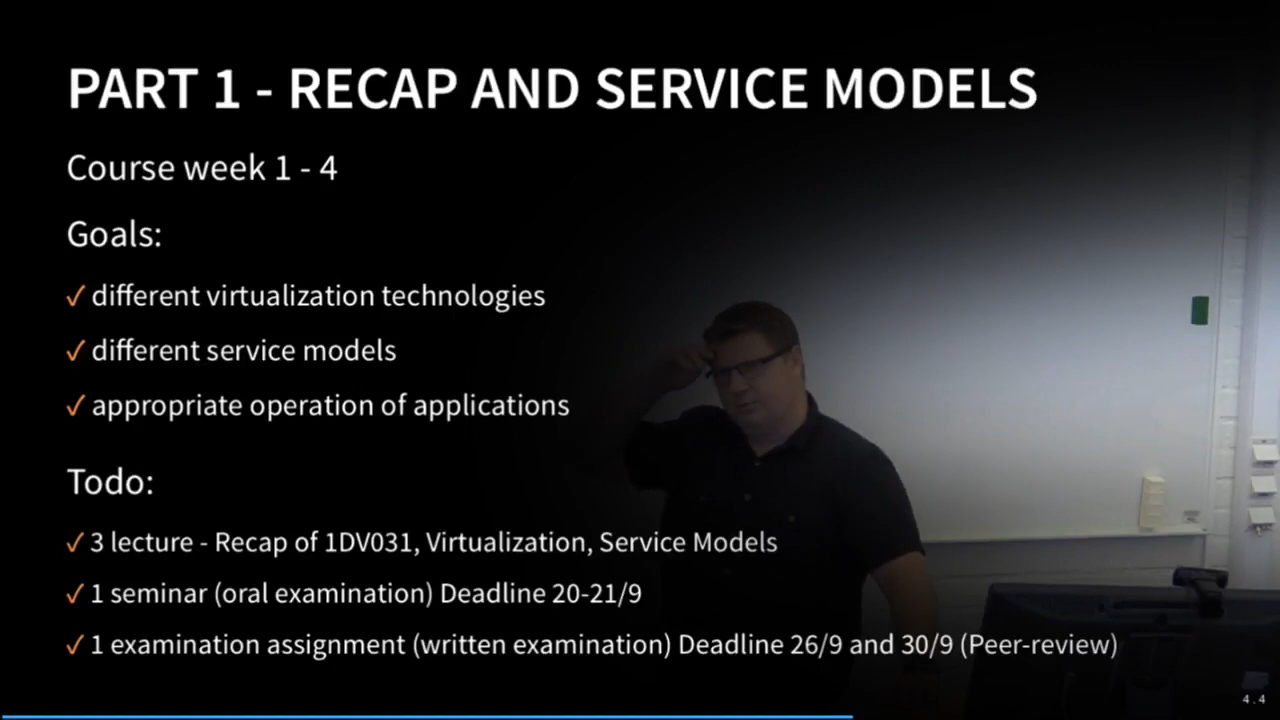 PART 1 - RECAP AND SERVICE MODELS
Course week 1 - 4
Goals:
✓ different virtualization technologies
✓ different service models
✓ appropriate operation of applications
Todo:
✓ 3 lecture - Recap of 1DV031, Virtualization, Service Models
✓ 1 seminar (oral examination) Deadline 20-21/9
✓ 1 examination assignment (written examination) Deadline 26/9 and 30/9 (Peer-review)
4.4